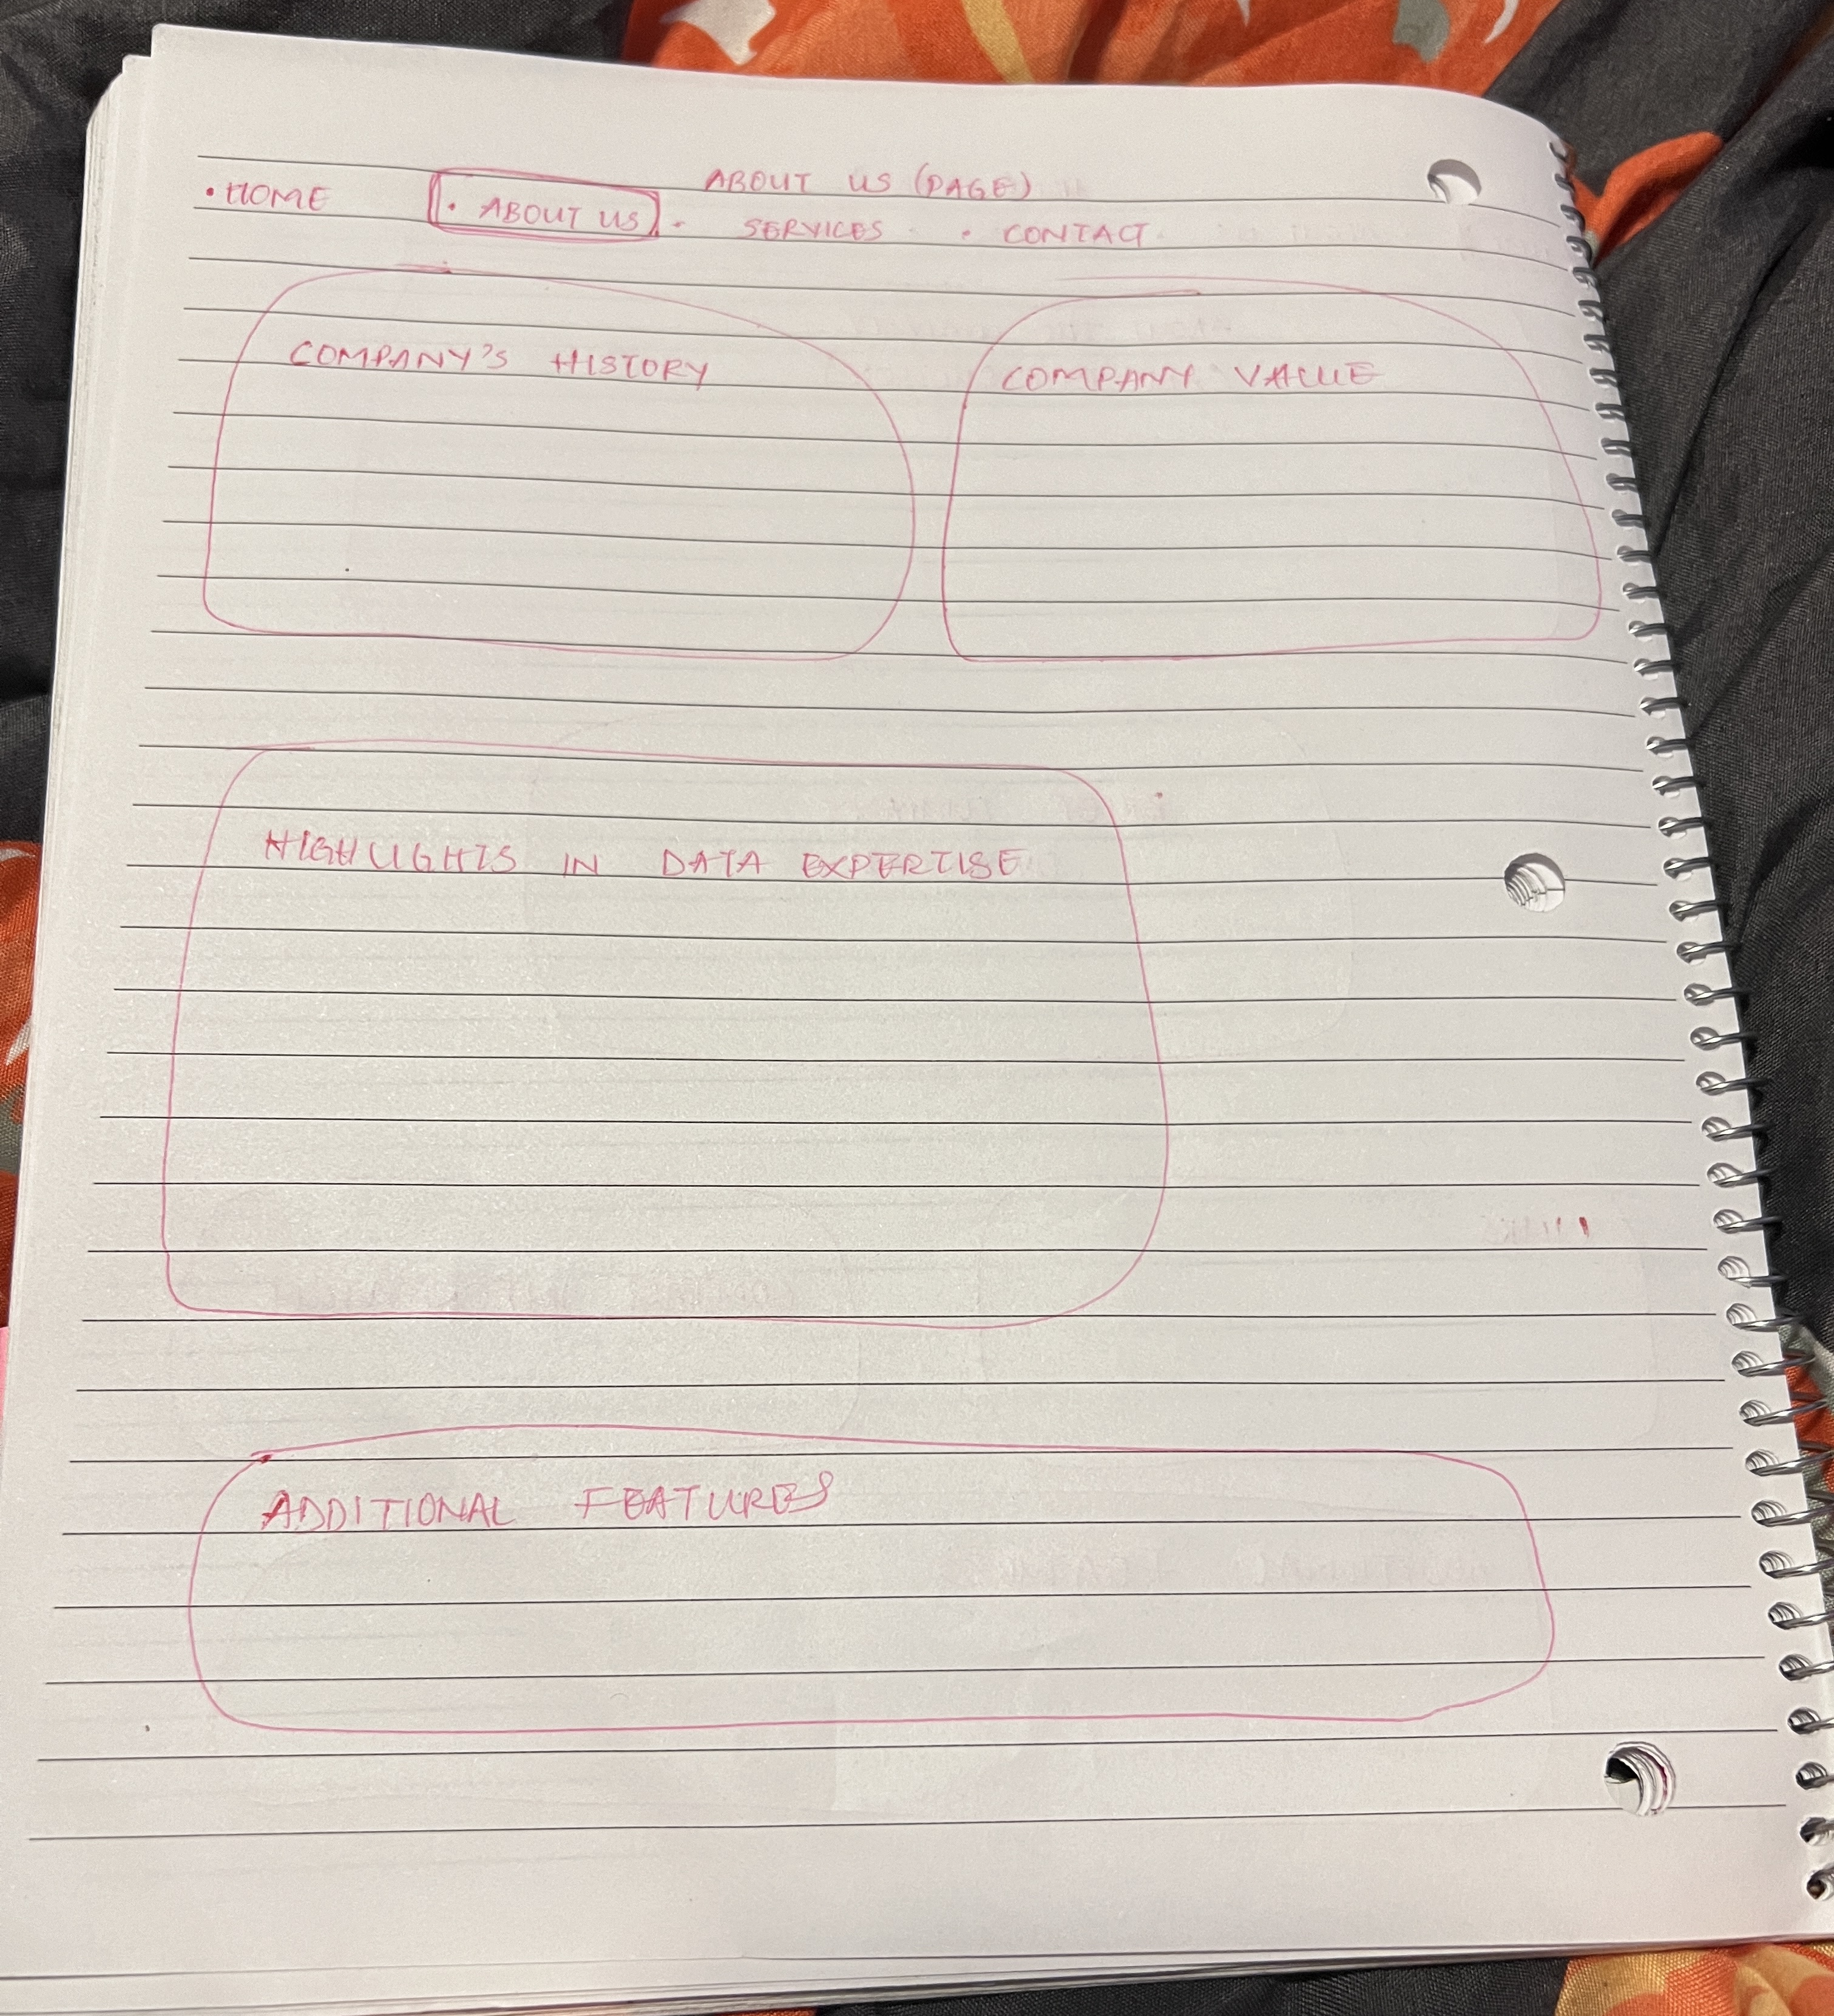 ABOUT US (PAGE)
• HOME • ABOUT US • SERVICES • CONTACT
COMPANY'S HISTORY
COMPANY VALUE
HIGHLIGHTS IN DATA EXPERTISE
ADDITIONAL FEATURES